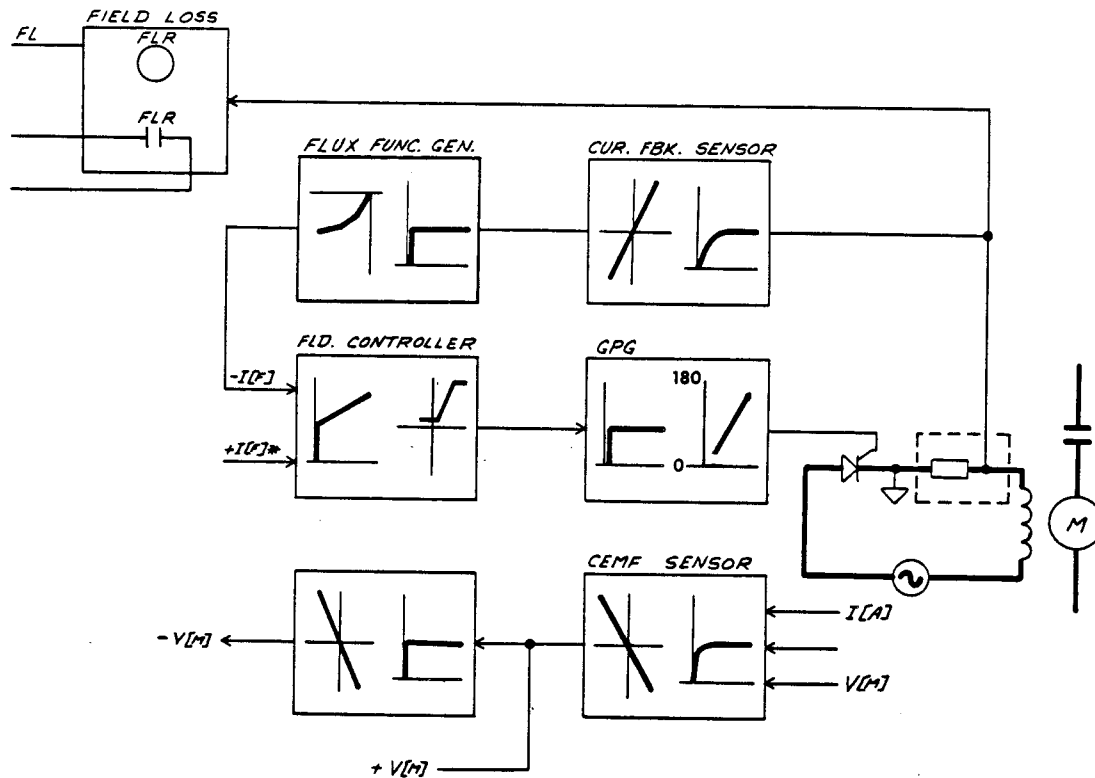 FIELD LOSS
FL
FLR
FLR
FLUX FUNC. GEN.
CUR. FBK. SENSOR
FLD. CONTROLLER
GPG
-I[F]
+I[F]*
180
0
M
CEMF SENSOR
I[A]
-V[M]
V[M]
+V[M]